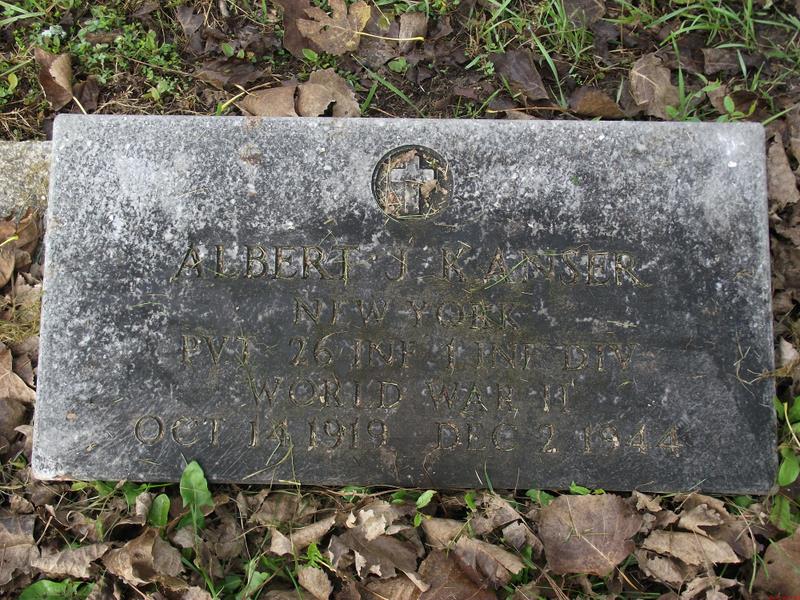 ALBERT J KANSER
NEW YORK
PVT 26 INF 1 INF DIV
WORLD WAR II
OCT 14 1919 DEC 2 1944